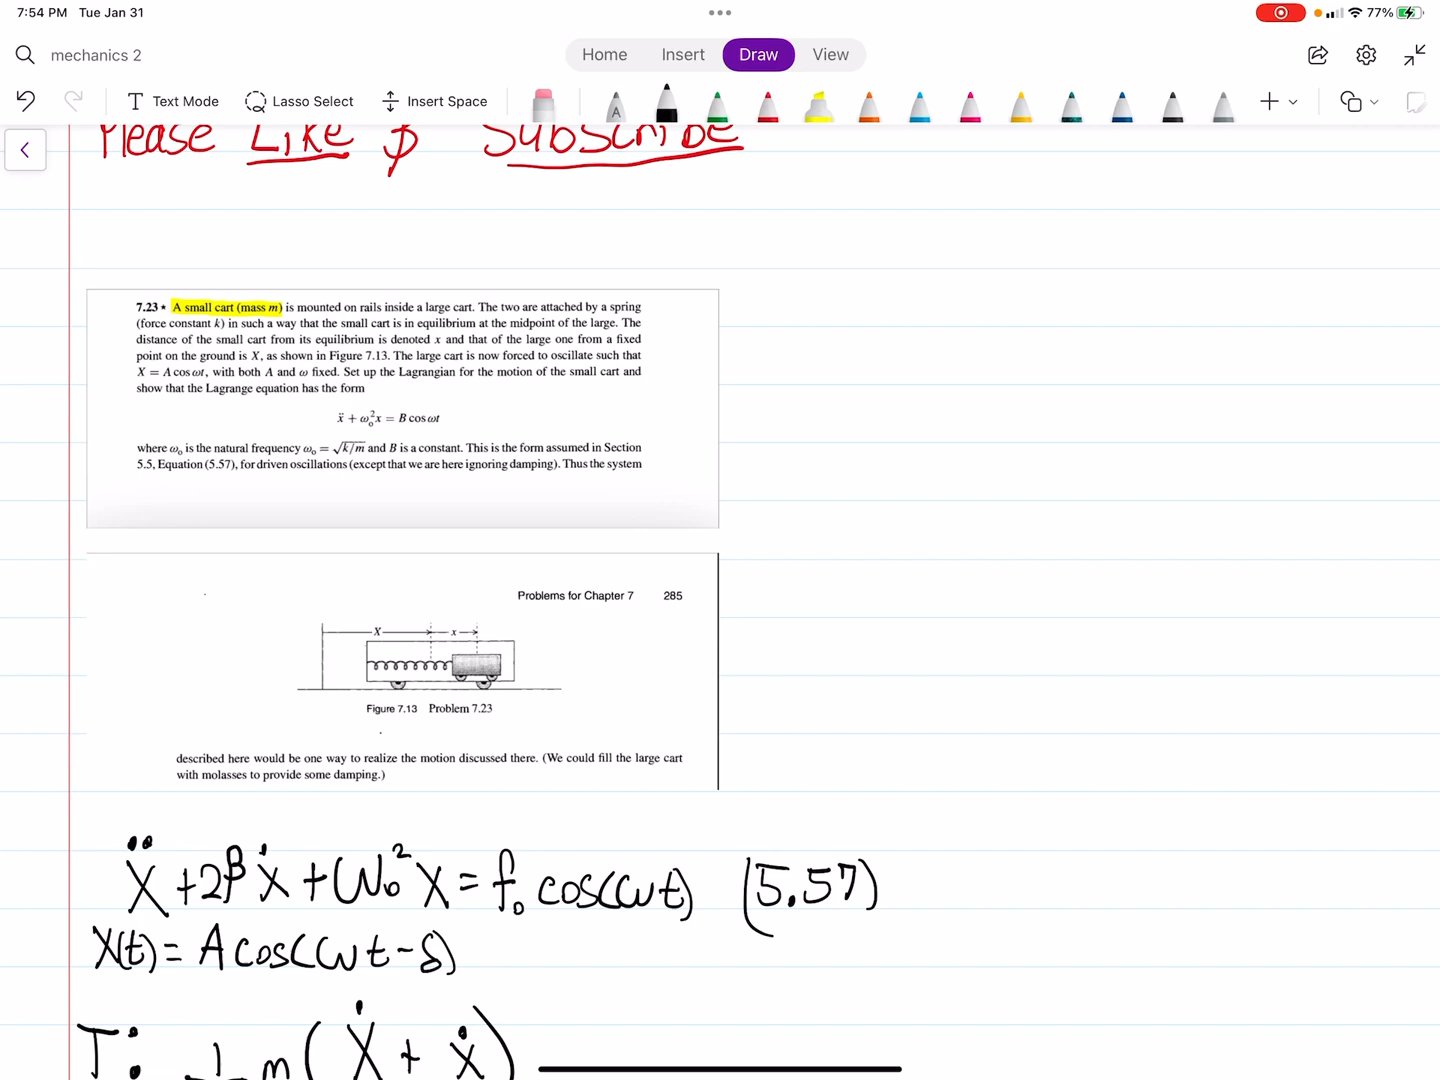 7:54 PM Tue Jan 31
77%
mechanics 2
Home Insert Draw View
Text Mode Lasso Select Insert Space
A
Please LIKE & SUBSCRIBE
7.23 ⋆ A small cart (mass m) is mounted on rails inside a large cart. The two are attached by a spring
(force constant k) in such a way that the small cart is in equilibrium at the midpoint of the large. The
distance of the small cart from its equilibrium is denoted x and that of the large one from a fixed
point on the ground is X, as shown in Figure 7.13. The large cart is now forced to oscillate such that
X = A cos ωt, with both A and ω fixed. Set up the Lagrangian for the motion of the small cart and
show that the Lagrange equation has the form
ẍ + ωₒ²x = B cos ωt
where ωₒ is the natural frequency ωₒ = √k/m and B is a constant. This is the form assumed in Section
5.5, Equation (5.57), for driven oscillations (except that we are here ignoring damping). Thus the system
Problems for Chapter 7 285
X x
Figure 7.13 Problem 7.23
described here would be one way to realize the motion discussed there. (We could fill the large cart
with molasses to provide some damping.)
ẍ + 2βẋ + ω₀²x = f₀ cos(ωt) (5.57)
x(t) = A cos(ωt − δ)
T: 1 m (Ẋ + ẋ)